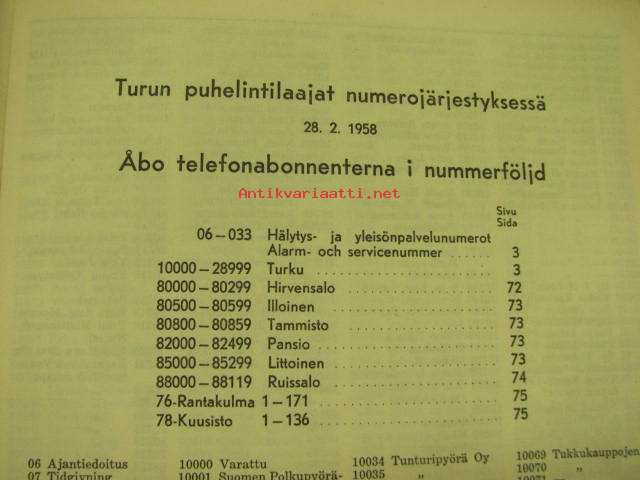 Turun puhelintilaajat numerojärjestyksessä
28. 2. 1958
Åbo telefonabonnenterna i nummerföljd
Antikvariaatti.net
Sivu
Sida
06—033 Hälytys- ja yleisönpalvelunumerot
Alarm- och servicenummer ...... 3
10000—28999 Turku ........................ 3
80000—80299 Hirvensalo .................... 72
80500—80599 Illoinen ........................ 73
80800—80859 Tammisto ..................... 73
82000—82499 Pansio ........................ 73
85000—85299 Littoinen ...................... 73
88000—88119 Ruissalo ...................... 74
76-Rantakulma 1—171 ..................... 75
78-Kuusisto 1—136 ........................ 75
06 Ajantiedoitus 10000 Varattu 10034 Tunturipyörä Oy 10069 Tukkukauppojen
07 Tidgivning 10001 Suomen Polkupyörä- 10035 „ 10070 „